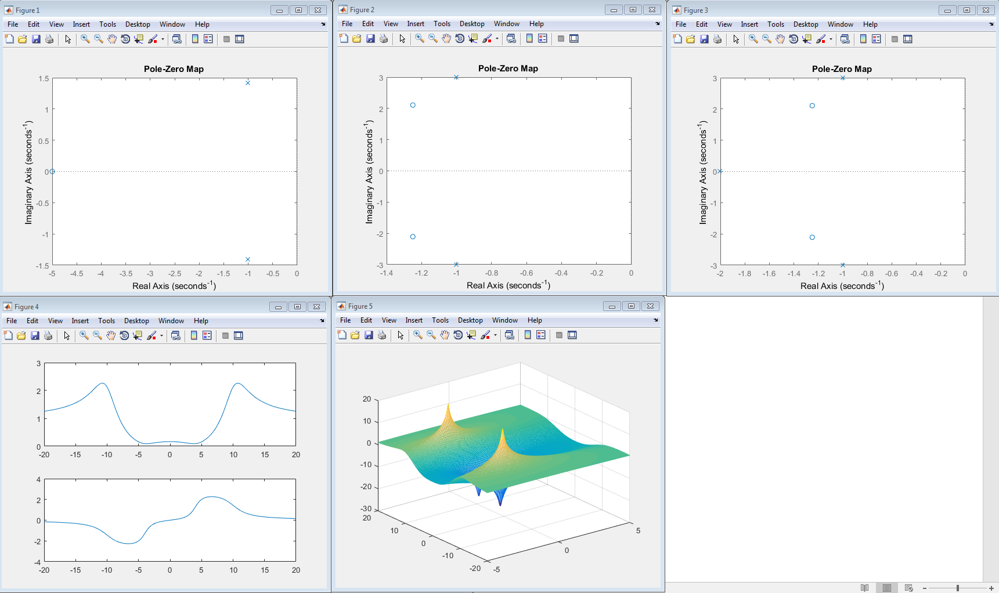 Figure 1
File Edit View Insert Tools Desktop Window Help
Pole-Zero Map
1.5
1
0.5
0
-0.5
-1
-1.5
Imaginary Axis (seconds-1)
-5 -4.5 -4 -3.5 -3 -2.5 -2 -1.5 -1 -0.5 0
Real Axis (seconds-1)
Figure 2
File Edit View Insert Tools Desktop Window Help
Pole-Zero Map
3
2
1
0
-1
-2
-3
Imaginary Axis (seconds-1)
-1.4 -1.2 -1 -0.8 -0.6 -0.4 -0.2 0
Real Axis (seconds-1)
Figure 3
File Edit View Insert Tools Desktop Window Help
Pole-Zero Map
3
2
1
0
-1
-2
-3
Imaginary Axis (seconds-1)
-2 -1.8 -1.6 -1.4 -1.2 -1 -0.8 -0.6 -0.4 -0.2 0
Real Axis (seconds-1)
Figure 4
File Edit View Insert Tools Desktop Window Help
3
2
1
0
-20 -15 -10 -5 0 5 10 15 20
4
2
0
-2
-4
-20 -15 -10 -5 0 5 10 15 20
Figure 5
File Edit View Insert Tools Desktop Window Help
20
10
0
-10
-20
-30
20
10
0
-10
-20
-5
0
5